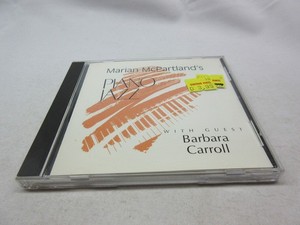 Marian McPartland's
PIANO
JAZZ
WITH GUEST
Barbara
Carroll